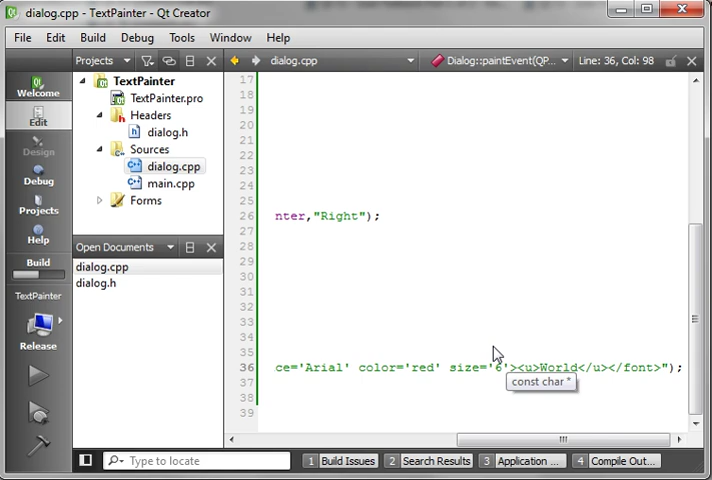 dialog.cpp - TextPainter - Qt Creator
File Edit Build Debug Tools Window Help
Projects dialog.cpp Dialog::paintEvent(QP... Line: 36, Col: 98
Welcome
Edit
Design
Debug
Projects
Help
Build
TextPainter
Release
TextPainter
TextPainter.pro
Headers
dialog.h
Sources
dialog.cpp
main.cpp
Forms
Open Documents
dialog.cpp
dialog.h
17
18
19
20
21
22
23
24
25
26 nter,"Right");
27
28
29
30
31
32
33
34
35
36 ce='Arial' color='red' size='6'><u>World</u></font>");
const char *
37
38
39
Type to locate 1 Build Issues 2 Search Results 3 Application ... 4 Compile Out...